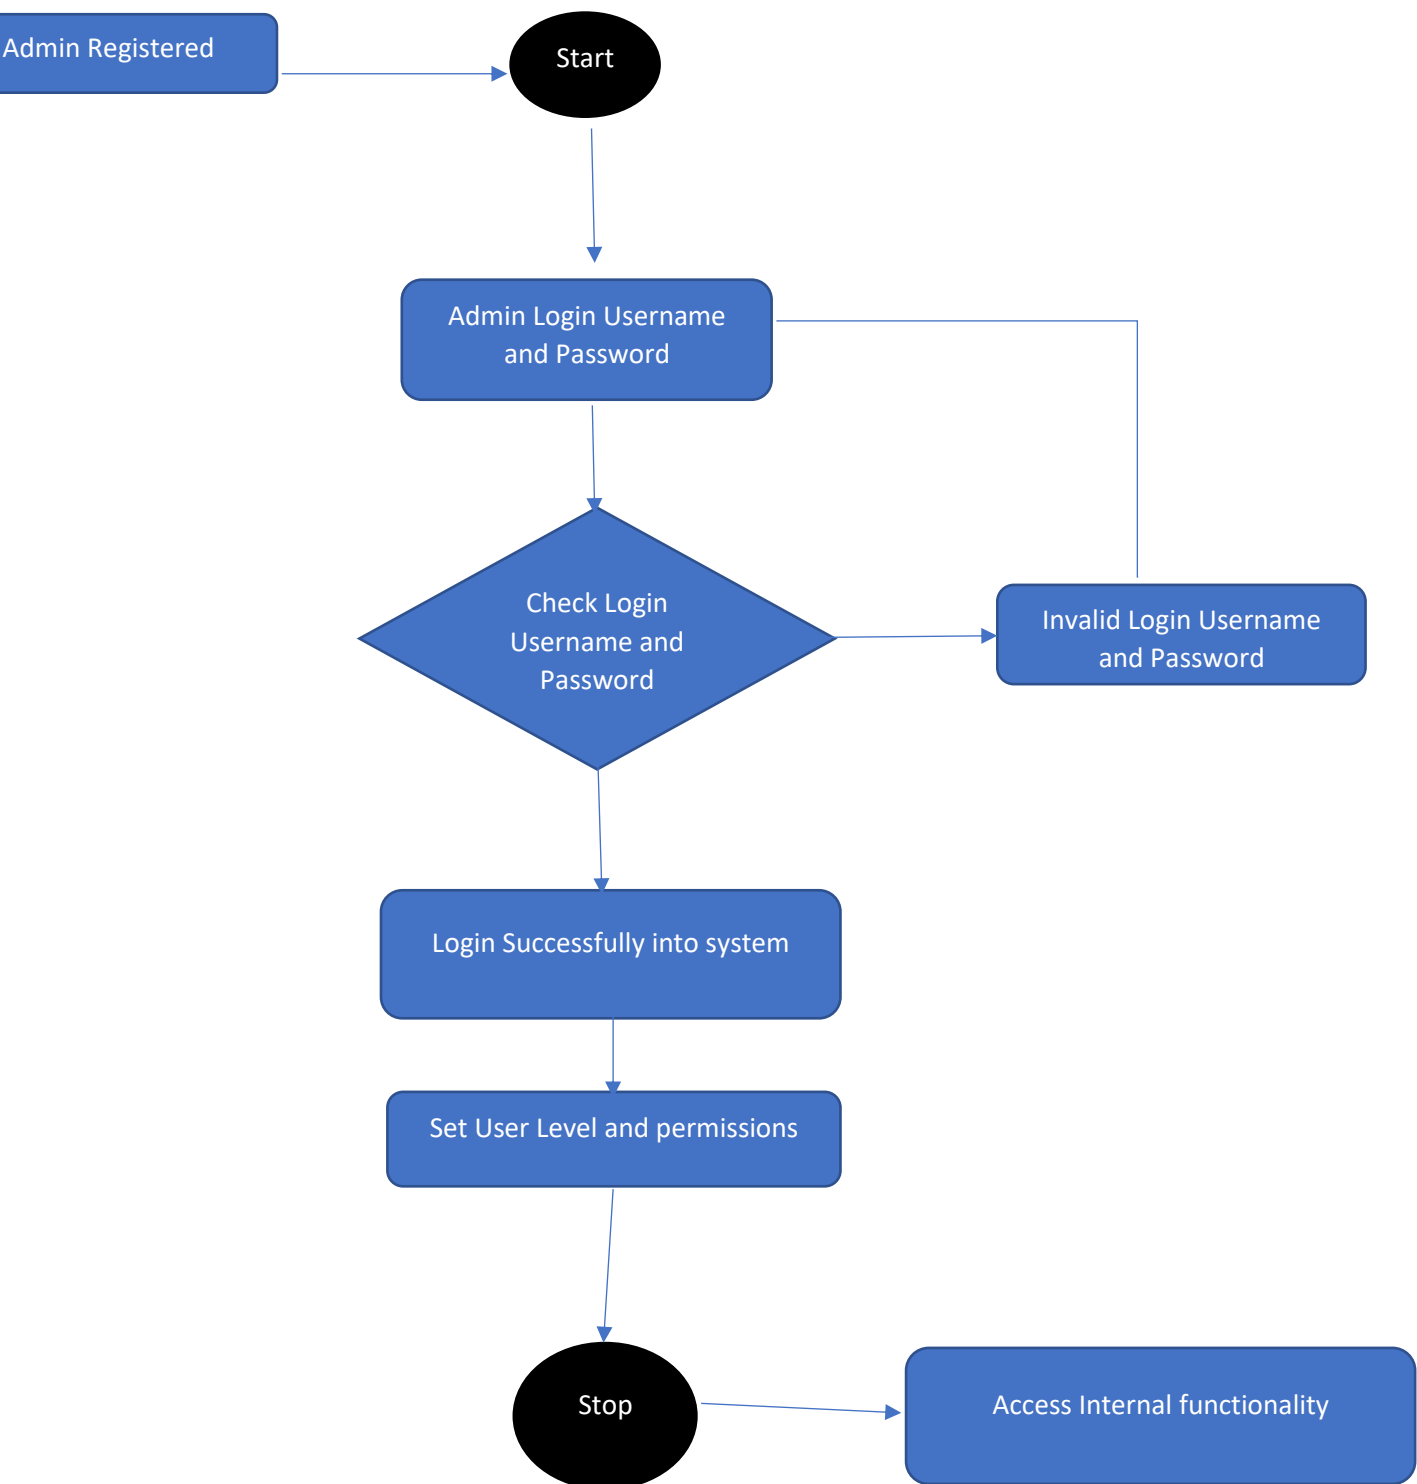 Admin Registered
Start
Admin Login Username
and Password
Check Login
Username and
Password
Invalid Login Username
and Password
Login Successfully into system
Set User Level and permissions
Stop
Access Internal functionality